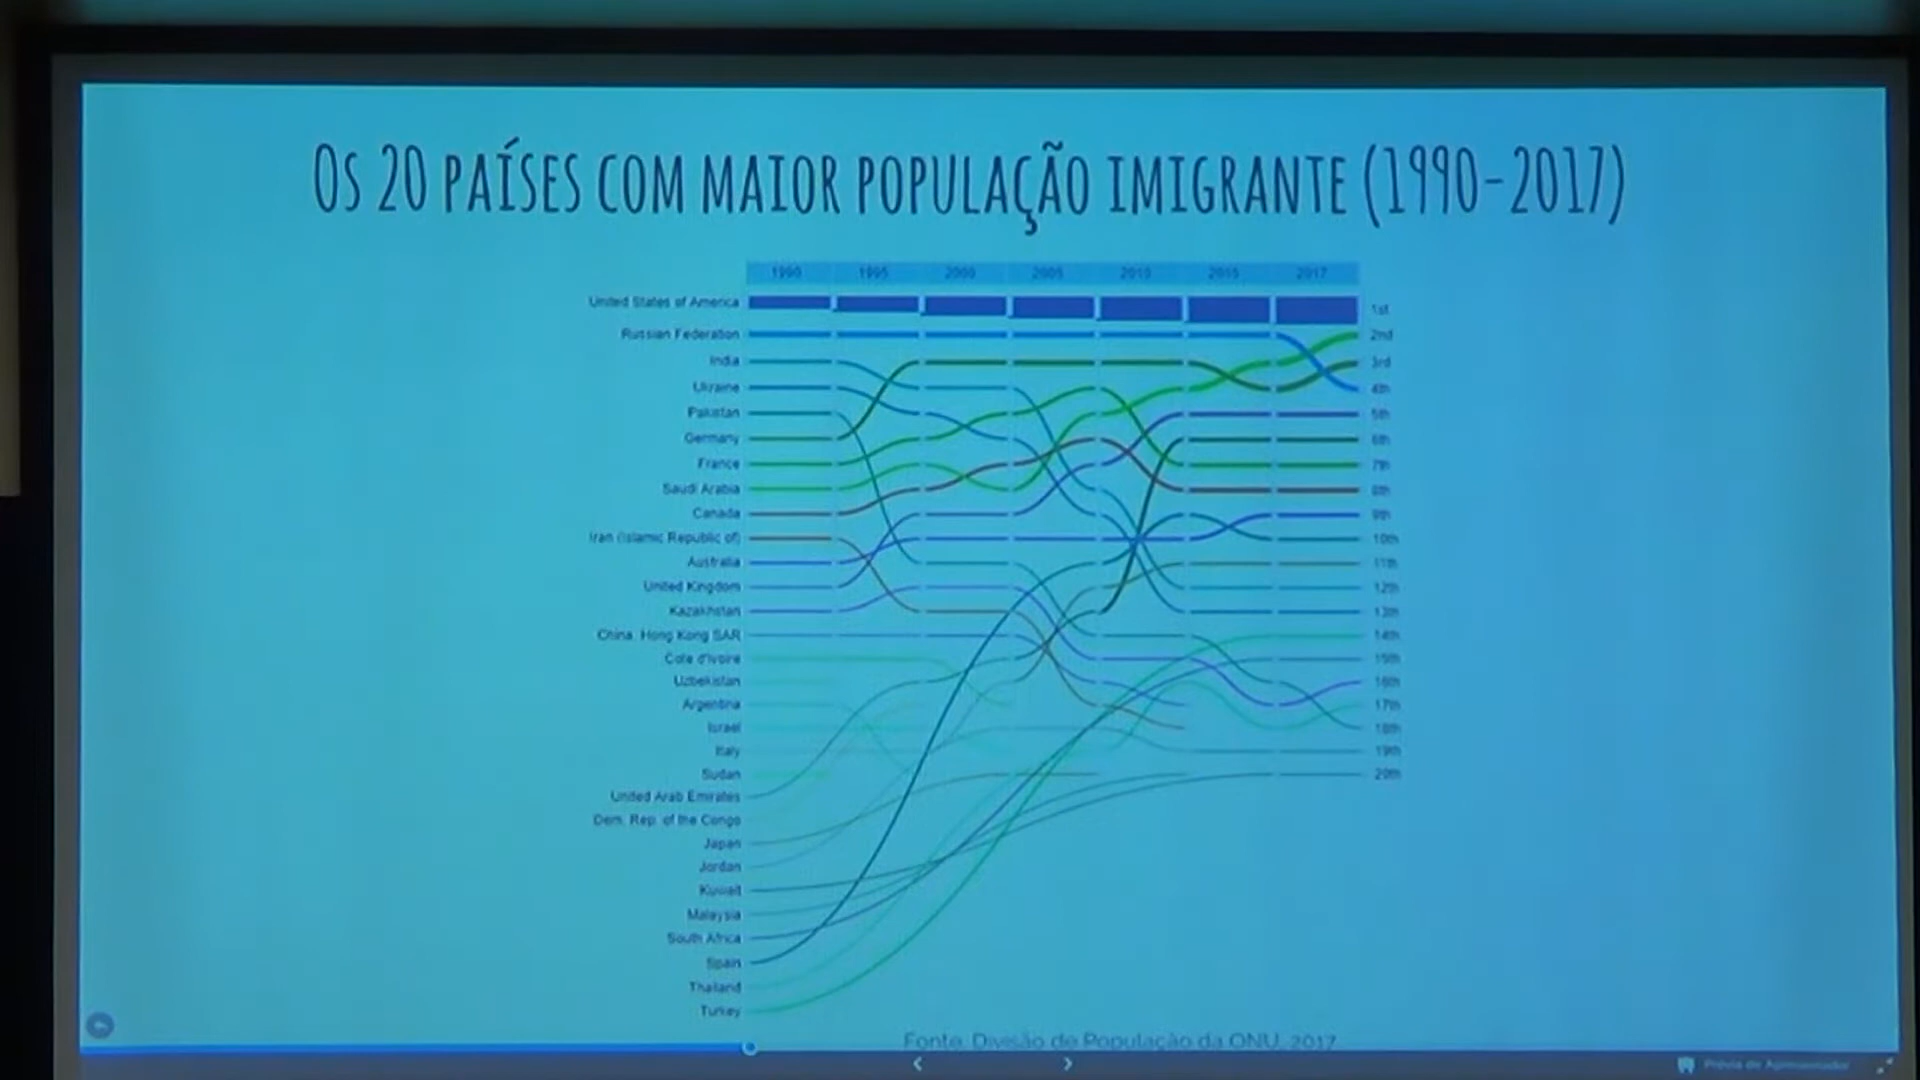 Os 20 países com maior população imigrante (1990-2017)
1990 1995 2000 2005 2010 2015 2017
United States of America 1st
Russian Federation 2nd
India 3rd
Ukraine 4th
Pakistan 5th
Germany 6th
France 7th
Saudi Arabia 8th
Canada 9th
Iran (Islamic Republic of) 10th
Australia 11th
United Kingdom 12th
Kazakhstan 13th
China, Hong Kong SAR 14th
Cote d'Ivoire 15th
Uzbekistan 16th
Argentina 17th
Israel 18th
Italy 19th
Sudan 20th
United Arab Emirates
Dem. Rep. of the Congo
Japan
Jordan
Kuwait
Malaysia
South Africa
Spain
Thailand
Turkey
Fonte: Divisão de População da ONU, 2017
Prévia do Apresentador